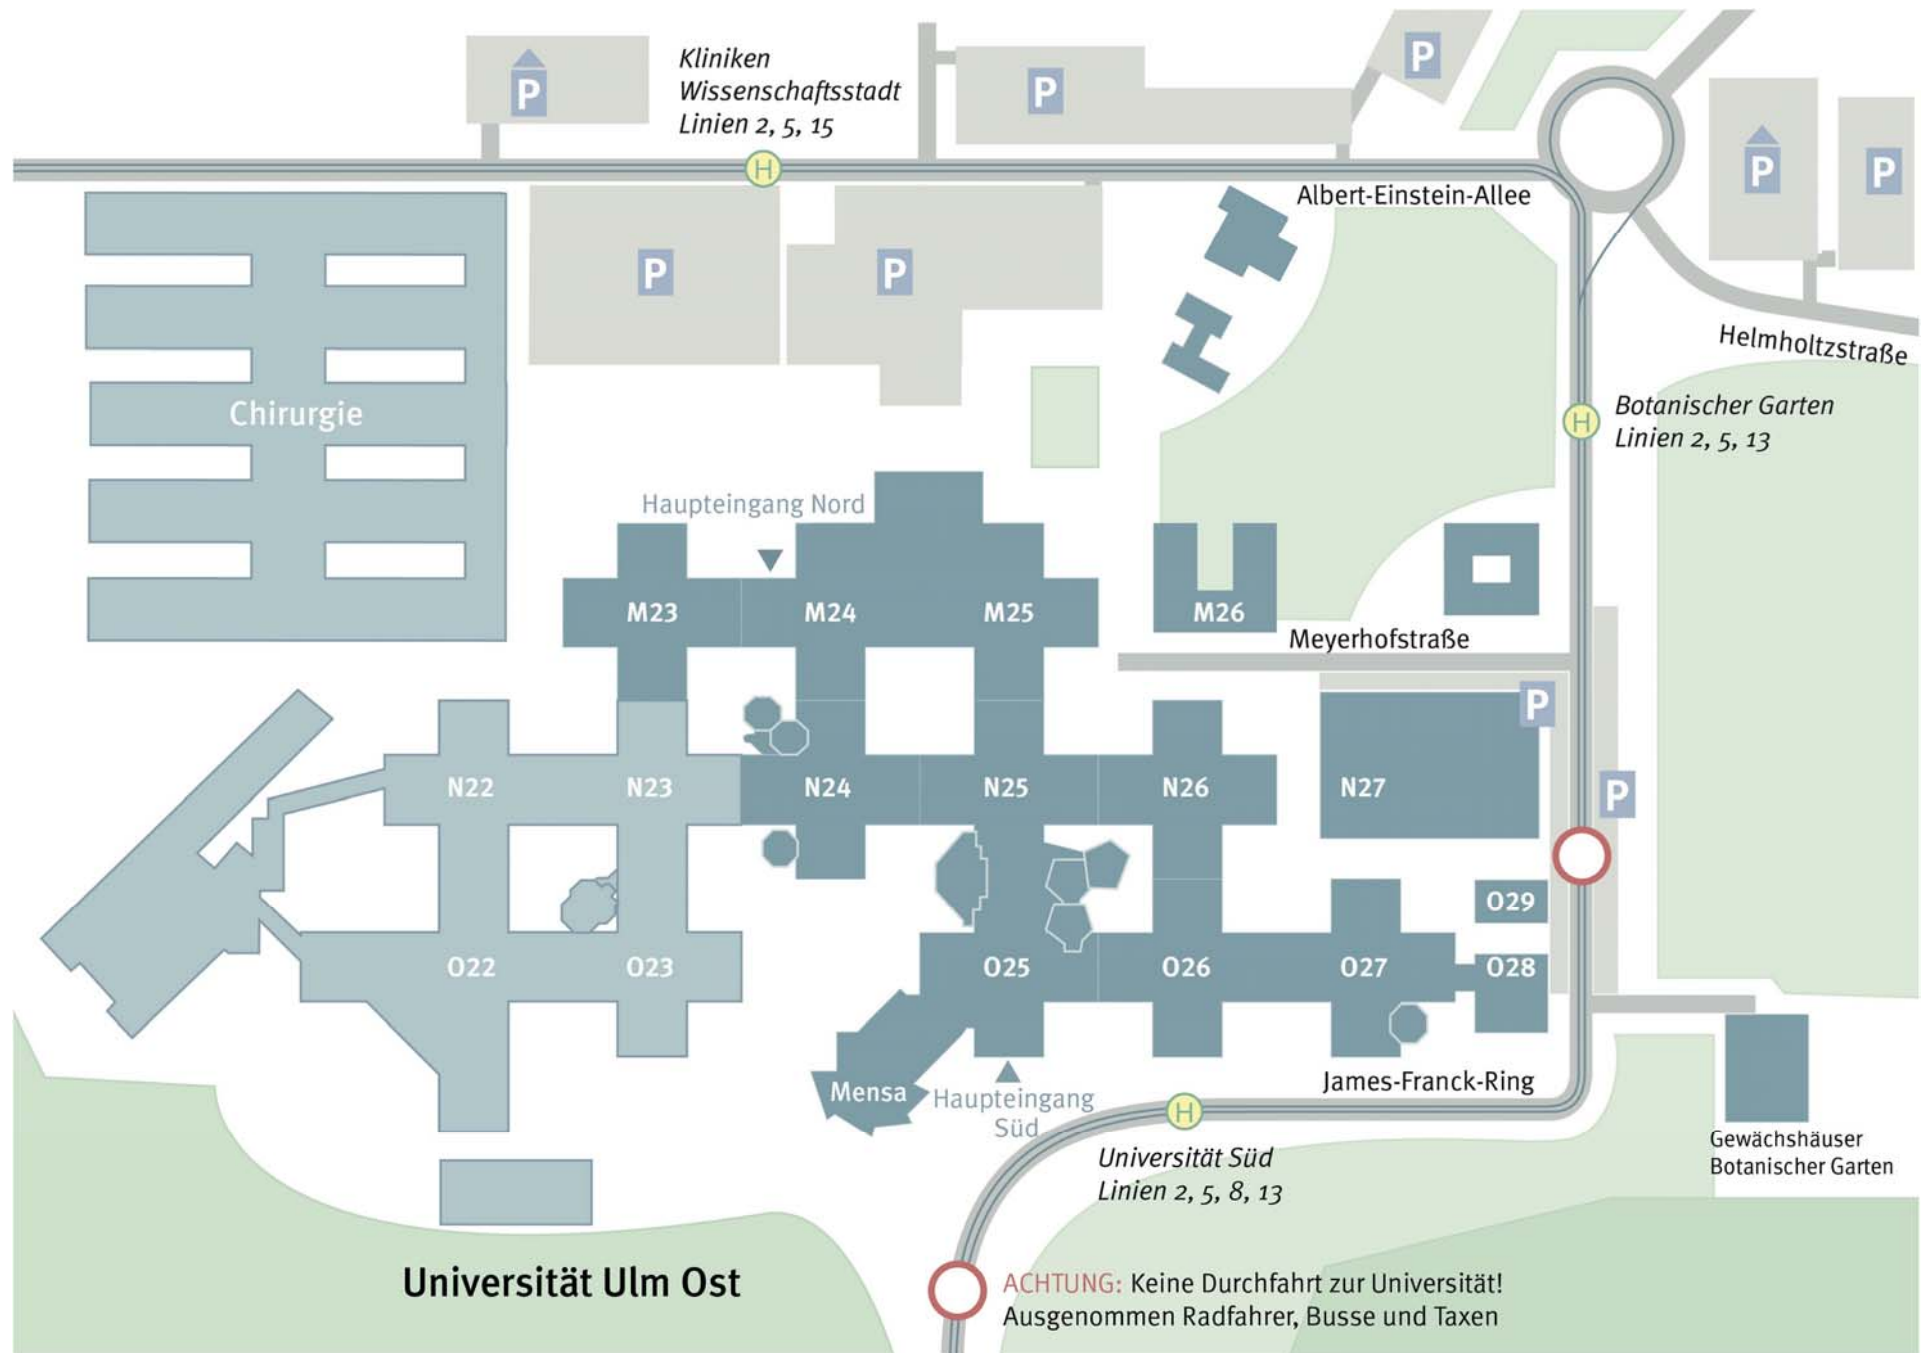 Kliniken
Wissenschaftsstadt
Linien 2, 5, 15
P
P
P
P
P
H
Albert-Einstein-Allee
P
P
Helmholtzstraße
Chirurgie
Botanischer Garten
Linien 2, 5, 13
H
Haupteingang Nord
M23
M24
M25
M26
Meyerhofstraße
P
N22
N23
N24
N25
N26
N27
P
O29
O22
O23
O25
O26
O27
O28
Mensa
Haupteingang
Süd
James-Franck-Ring
H
Universität Süd
Linien 2, 5, 8, 13
Gewächshäuser
Botanischer Garten
Universität Ulm Ost
ACHTUNG: Keine Durchfahrt zur Universität!
Ausgenommen Radfahrer, Busse und Taxen